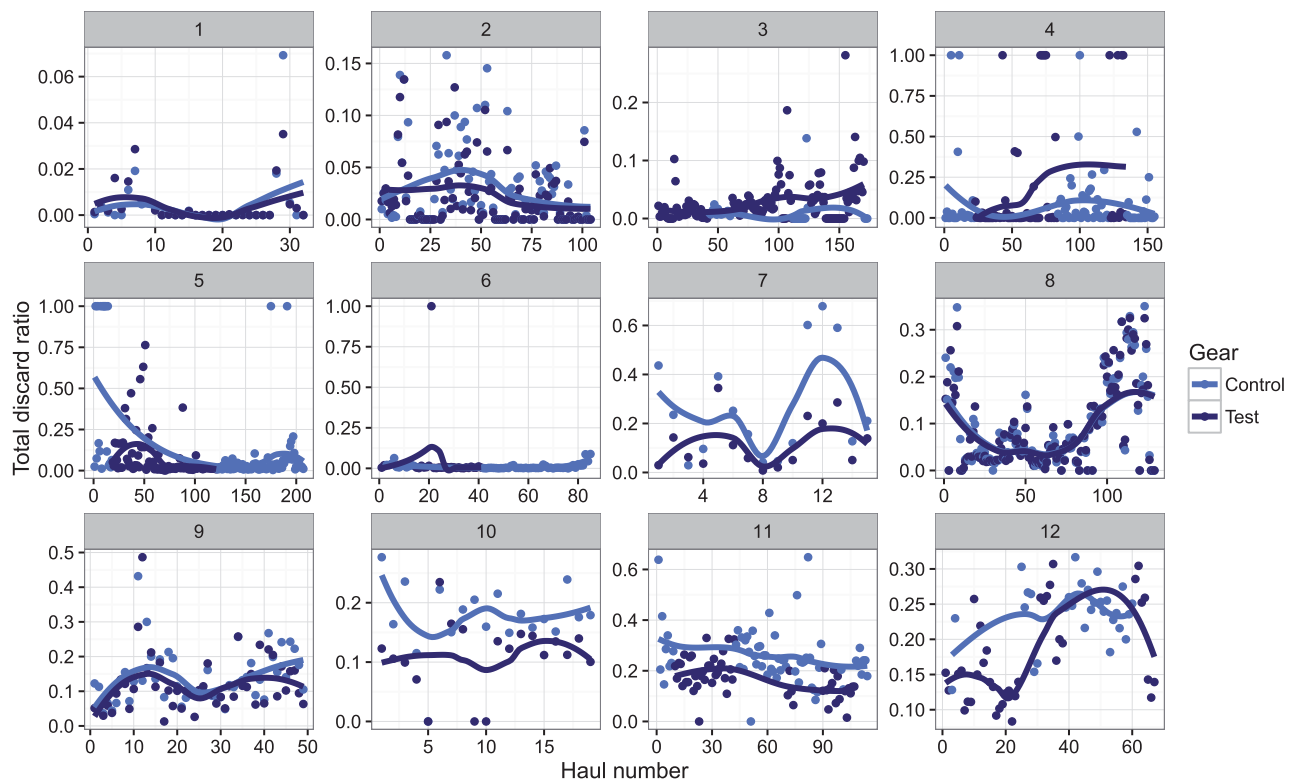 1 2 3 4
0.06 0.15 0.2 1.00
0.04 0.10 0.1 0.75
0.02 0.05 0.0 0.50
0.00 0.00 0.25
0.00
0 10 20 30 0 25 50 75 100 0 50 100 150 0 50 100 150
5 6 7 8
1.00 1.00 0.6 0.3
0.75 0.75 0.4 0.2
0.50 0.50 0.2 0.1
0.25 0.25 0.0 0.0
0.00 0.00
0 50 100 150 200 0 20 40 60 80 4 8 12 0 50 100
9 10 11 12
0.5 0.2 0.6 0.30
0.4 0.1 0.4 0.25
0.3 0.0 0.2 0.20
0.2 0.0 0.15
0.1 0.10
0.0
0 10 20 30 40 50 5 10 15 0 30 60 90 0 20 40 60
Total discard ratio
Haul number
Gear
Control
Test